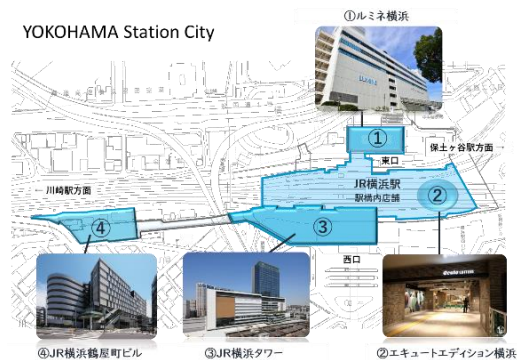 YOKOHAMA Station City
①ルミネ横浜
LUMINE
①
保土ヶ谷駅方面 →
東口
← 川崎駅方面
JR横浜駅
駅構内店舗
②
④
③
西口
④JR横浜鶴屋町ビル
③JR横浜タワー
②エキュートエディション横浜